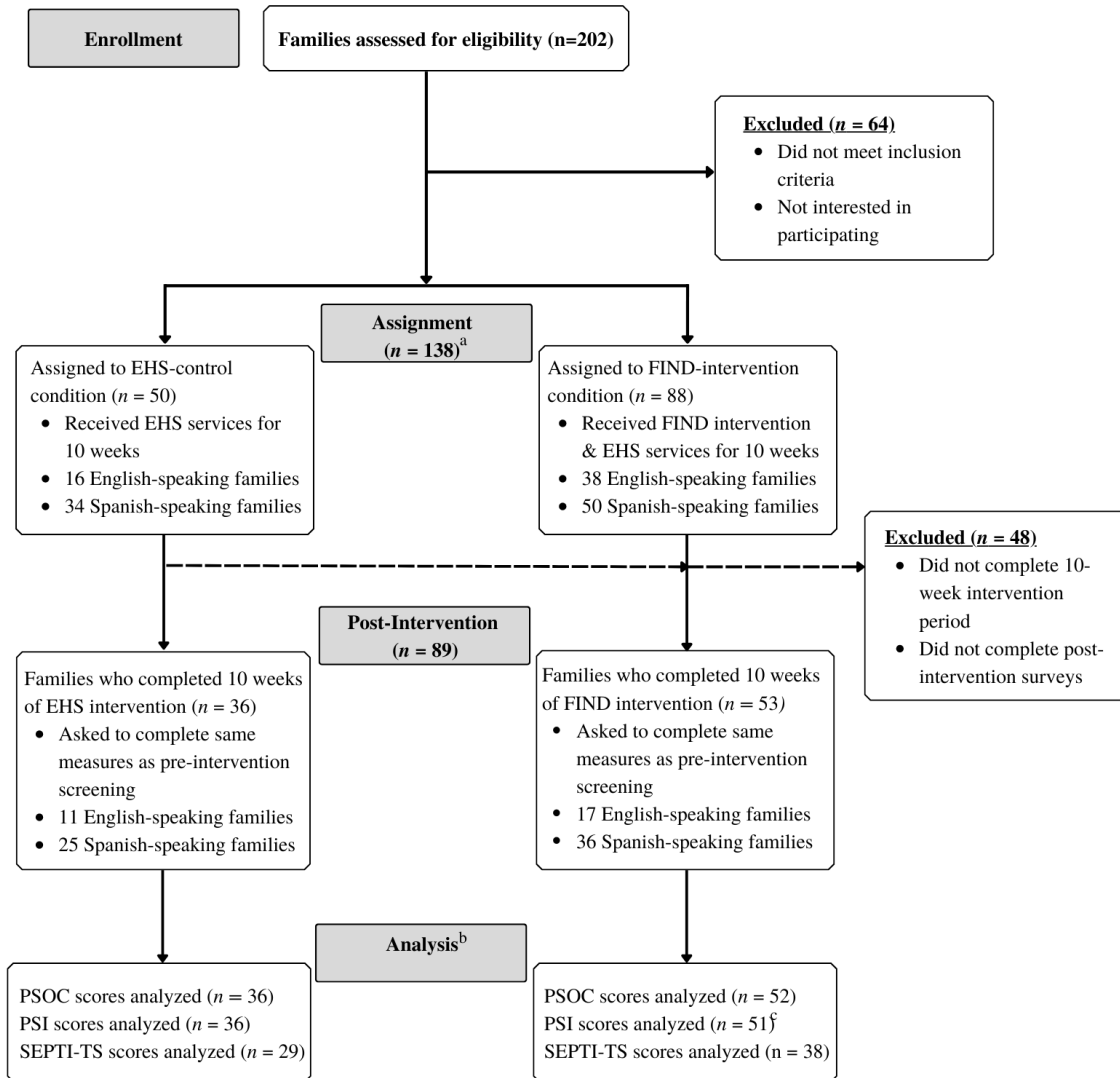 Enrollment
Families assessed for eligibility (n=202)
Excluded (n = 64)
• Did not meet inclusion
criteria
• Not interested in
participating
Assignment
(n = 138)a
Assigned to EHS-control
condition (n = 50)
• Received EHS services for
10 weeks
• 16 English-speaking families
• 34 Spanish-speaking families
Assigned to FIND-intervention
condition (n = 88)
• Received FIND intervention
& EHS services for 10 weeks
• 38 English-speaking families
• 50 Spanish-speaking families
Excluded (n = 48)
• Did not complete 10-
week intervention
period
• Did not complete post-
intervention surveys
Post-Intervention
(n = 89)
Families who completed 10 weeks
of EHS intervention (n = 36)
• Asked to complete same
measures as pre-intervention
screening
• 11 English-speaking families
• 25 Spanish-speaking families
Families who completed 10 weeks
of FIND intervention (n = 53)
• Asked to complete same
measures as pre-intervention
screening
• 17 English-speaking families
• 36 Spanish-speaking families
Analysisb
PSOC scores analyzed (n = 36)
PSI scores analyzed (n = 36)
SEPTI-TS scores analyzed (n = 29)
PSOC scores analyzed (n = 52)
PSI scores analyzed (n = 51)c
SEPTI-TS scores analyzed (n = 38)